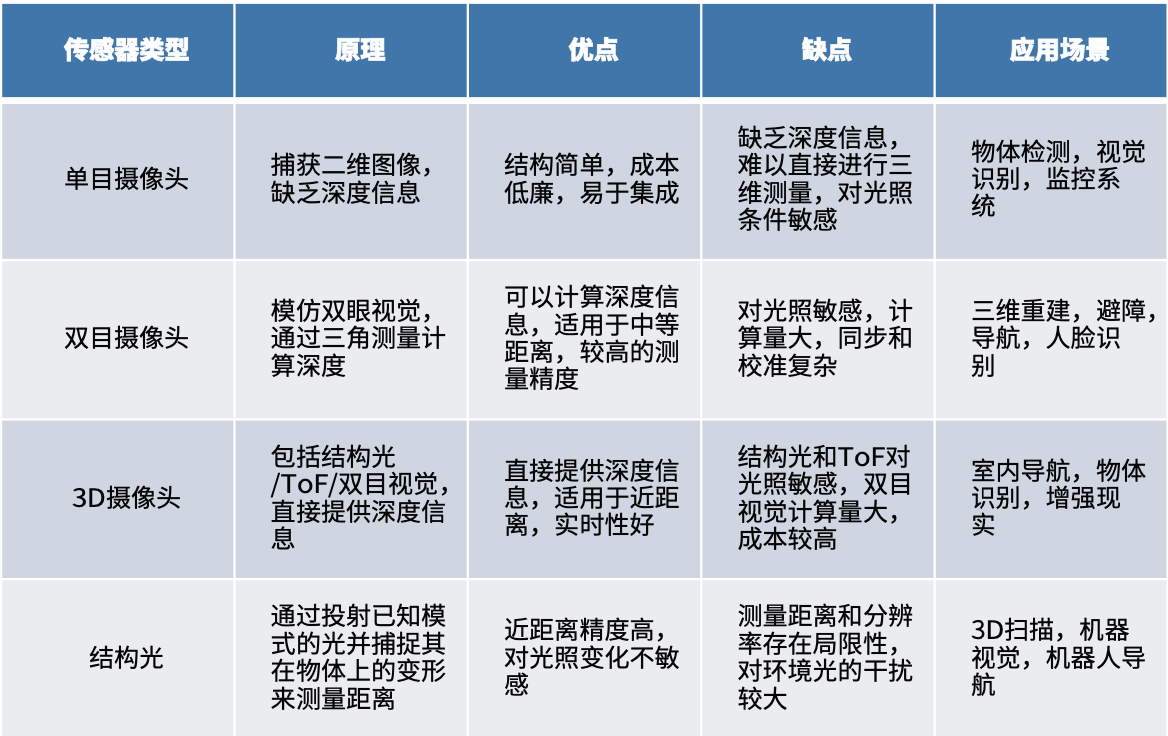 传感器类型
原理
优点
缺点
应用场景
单目摄像头
捕获二维图像，
缺乏深度信息
结构简单，成本
低廉，易于集成
缺乏深度信息，
难以直接进行三
维测量，对光照
条件敏感
物体检测，视觉
识别，监控系
统
双目摄像头
模仿双眼视觉，
通过三角测量计
算深度
可以计算深度信
息，适用于中等
距离，较高的测
量精度
对光照敏感，计
算量大，同步和
校准复杂
三维重建，避障，
导航，人脸识
别
3D摄像头
包括结构光
/ToF/双目视觉，
直接提供深度信
息
直接提供深度信
息，适用于近距
离，实时性好
结构光和ToF对
光照敏感，双目
视觉计算量大，
成本较高
室内导航，物体
识别，增强现
实
结构光
通过投射已知模
式的光并捕捉其
在物体上的变形
来测量距离
近距离精度高，
对光照变化不敏
感
测量距离和分辨
率存在局限性，
对环境光的干扰
较大
3D扫描，机器
视觉，机器人导
航